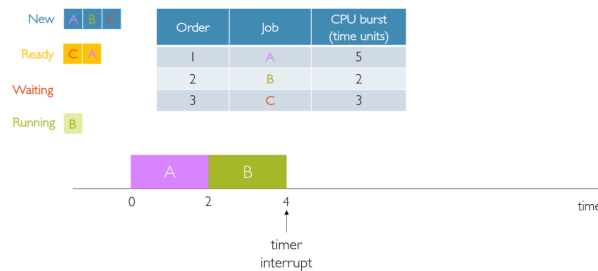 New A B C
Ready C A
Waiting
Running B
Order Job CPU burst (time units)
1 A 5
2 B 2
3 C 3
A B
0 2 4 time
timer
interrupt